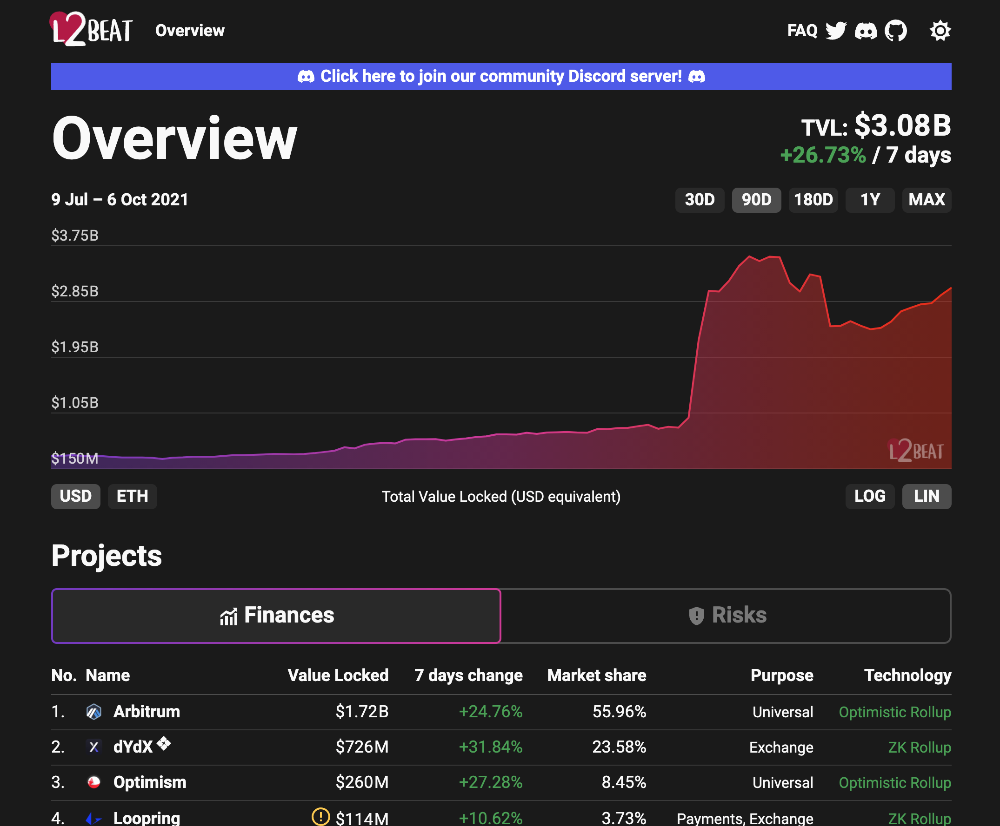 L2BEAT Overview FAQ
Click here to join our community Discord server!
Overview
TVL: $3.08B
+26.73% / 7 days
9 Jul – 6 Oct 2021
30D 90D 180D 1Y MAX
$3.75B
$2.85B
$1.95B
$1.05B
$150M
L2BEAT
USD ETH Total Value Locked (USD equivalent) LOG LIN
Projects
Finances Risks
No. Name Value Locked 7 days change Market share Purpose Technology
1. Arbitrum $1.72B +24.76% 55.96% Universal Optimistic Rollup
2. dYdX $726M +31.84% 23.58% Exchange ZK Rollup
3. Optimism $260M +27.28% 8.45% Universal Optimistic Rollup
4. Loopring $114M +10.62% 3.73% Payments, Exchange ZK Rollup